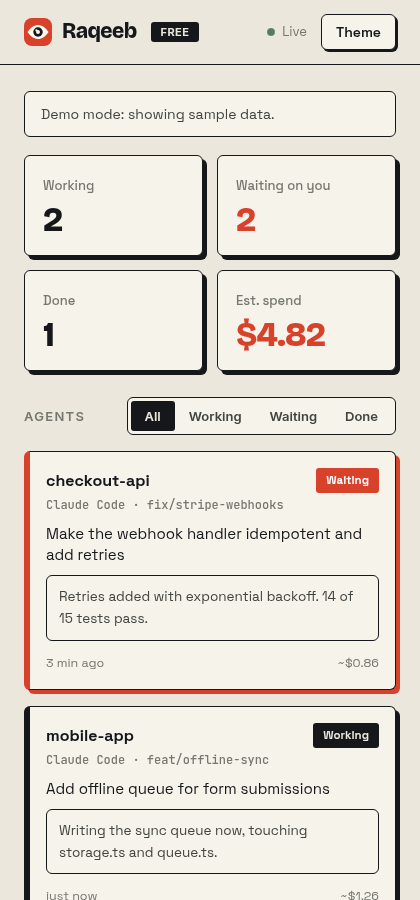 Raqeeb FREE Live Theme
Demo mode: showing sample data.
Working
2
Waiting on you
2
Done
1
Est. spend
$4.82
AGENTS All Working Waiting Done
checkout-api Waiting
Claude Code · fix/stripe-webhooks
Make the webhook handler idempotent and
add retries
Retries added with exponential backoff. 14 of
15 tests pass.
3 min ago ~$0.86
mobile-app Working
Claude Code · feat/offline-sync
Add offline queue for form submissions
Writing the sync queue now, touching
storage.ts and queue.ts.
just now ~$1.26